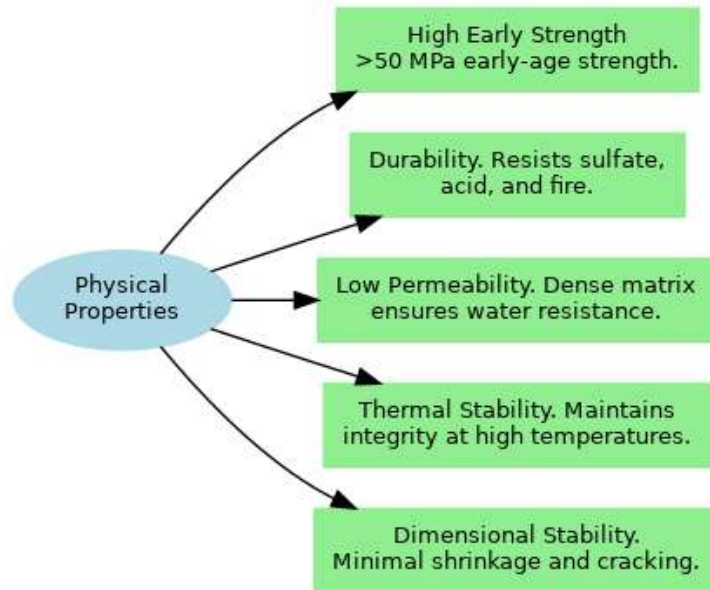 High Early Strength
>50 MPa early-age strength.
Durability. Resists sulfate,
acid, and fire.
Physical
Properties
Low Permeability. Dense matrix
ensures water resistance.
Thermal Stability. Maintains
integrity at high temperatures.
Dimensional Stability.
Minimal shrinkage and cracking.